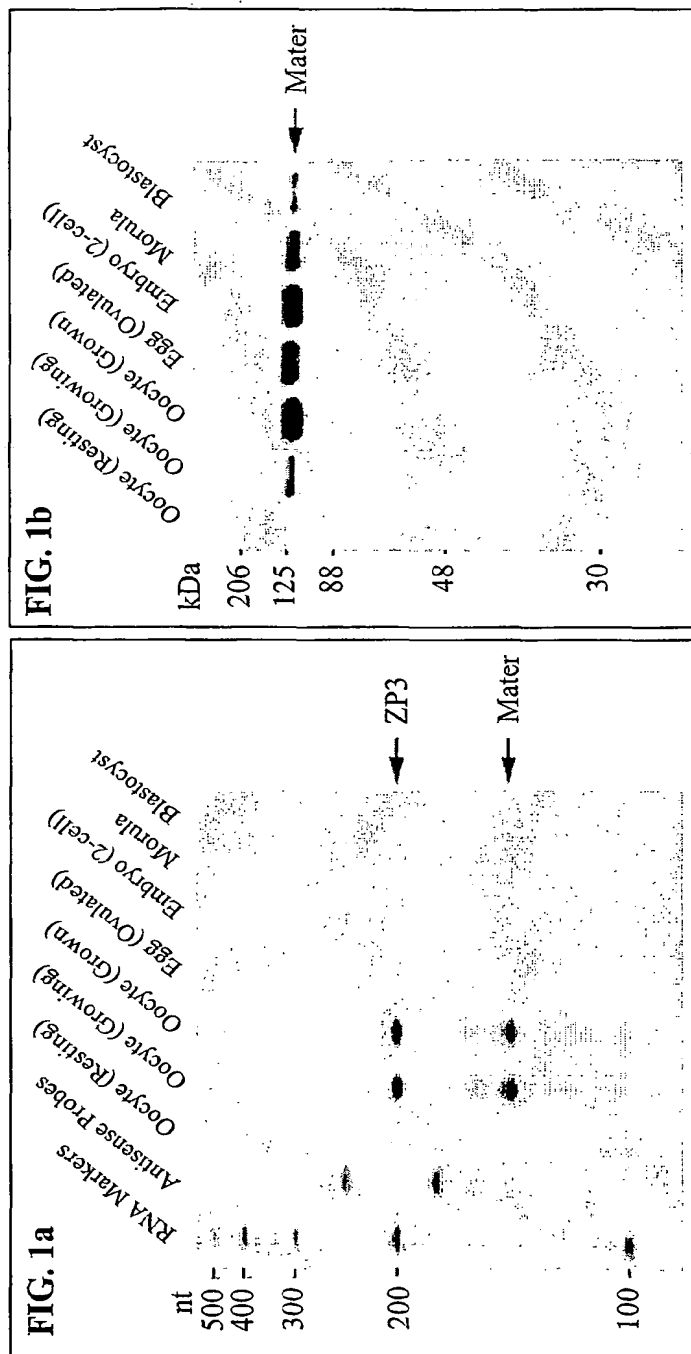 FIG. 1a
RNA Markers
Antisense Probes
Oocyte (Resting)
Oocyte (Growing)
Oocyte (Grown)
Egg (Ovulated)
Embryo (2-cell)
Morula
Blastocyst
nt
500
400
300
200
100
ZP3
Mater
FIG. 1b
Oocyte (Resting)
Oocyte (Growing)
Oocyte (Grown)
Egg (Ovulated)
Embryo (2-cell)
Morula
Blastocyst
kDa
206
125
88
48
30
Mater